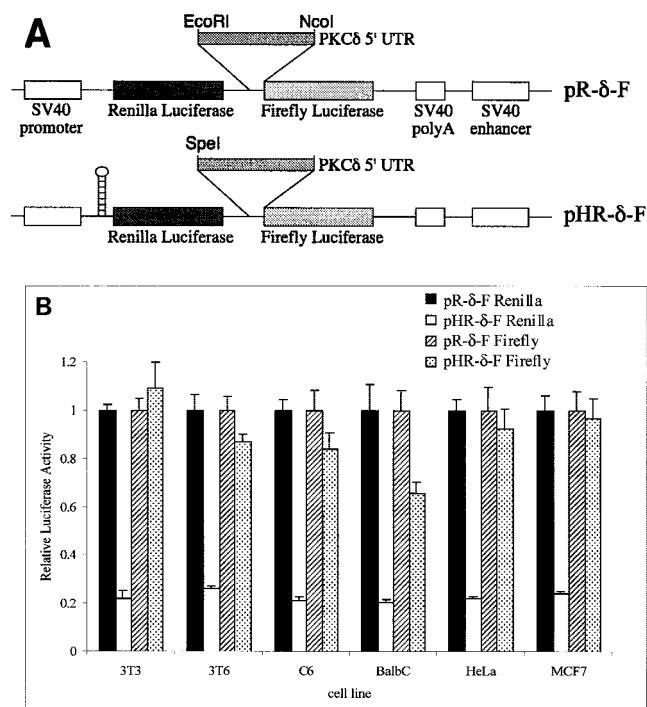 A
EcoRI NcoI
PKCδ 5' UTR
pR-δ-F
SV40 promoter
Renilla Luciferase
Firefly Luciferase
SV40 polyA
SV40 enhancer
SpeI
PKCδ 5' UTR
pHR-δ-F
Renilla Luciferase
Firefly Luciferase
B
pR-δ-F Renilla
pHR-δ-F Renilla
pR-δ-F Firefly
pHR-δ-F Firefly
Relative Luciferase Activity
1.2
1
0.8
0.6
0.4
0.2
0
3T3 3T6 C6 BalbC HeLa MCF7
cell line